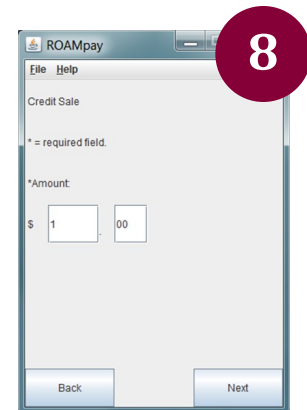 ROAMpay
8
File Help
Credit Sale
* = required field.
*Amount:
$ 1 . 00
Back Next